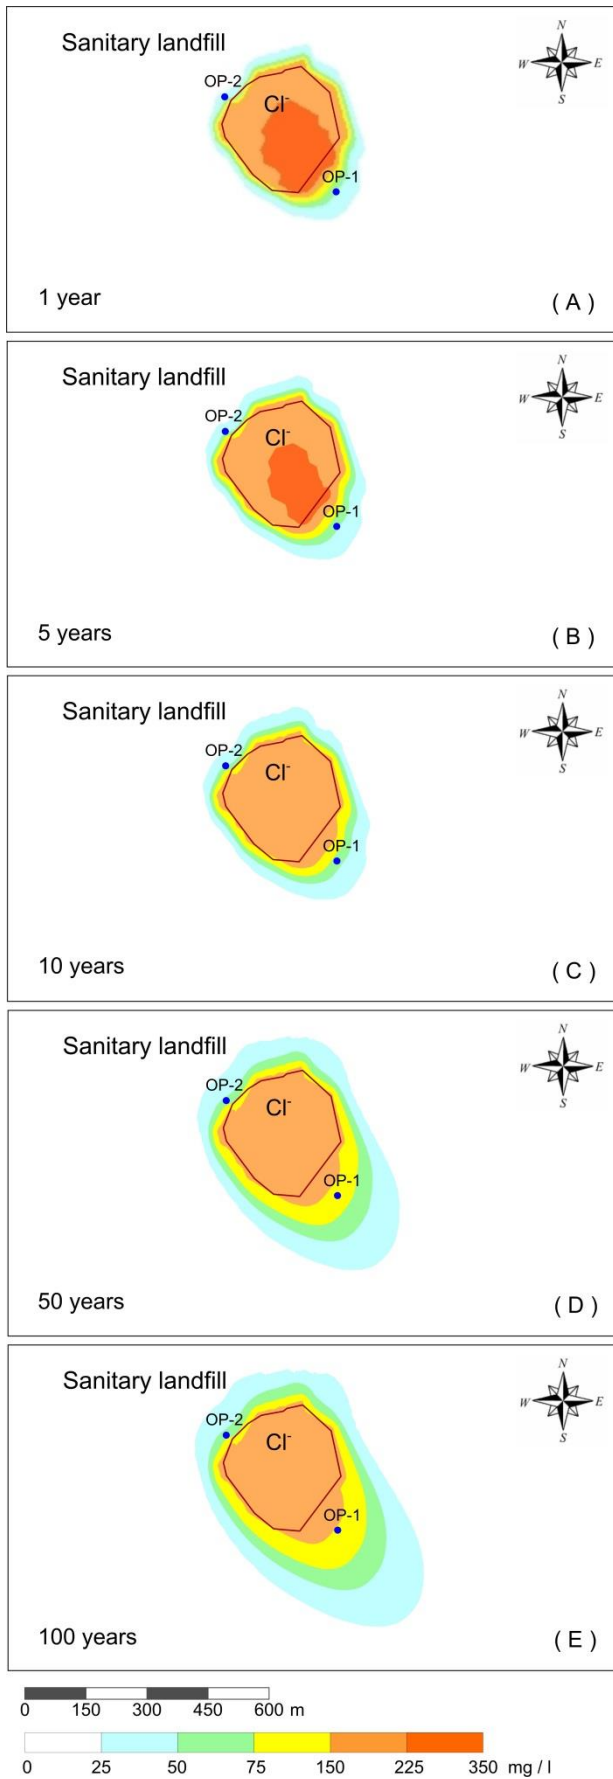 Sanitary landfill
N
OP-2
W E
Cl⁻
S
OP-1
1 year
( A )
Sanitary landfill
N
OP-2
W E
Cl⁻
S
OP-1
5 years
( B )
Sanitary landfill
N
OP-2
W E
Cl⁻
S
OP-1
10 years
( C )
Sanitary landfill
N
OP-2
W E
Cl⁻
S
OP-1
50 years
( D )
Sanitary landfill
N
OP-2
W E
Cl⁻
S
OP-1
100 years
( E )
0 150 300 450 600 m
0 25 50 75 150 225 350 mg / l